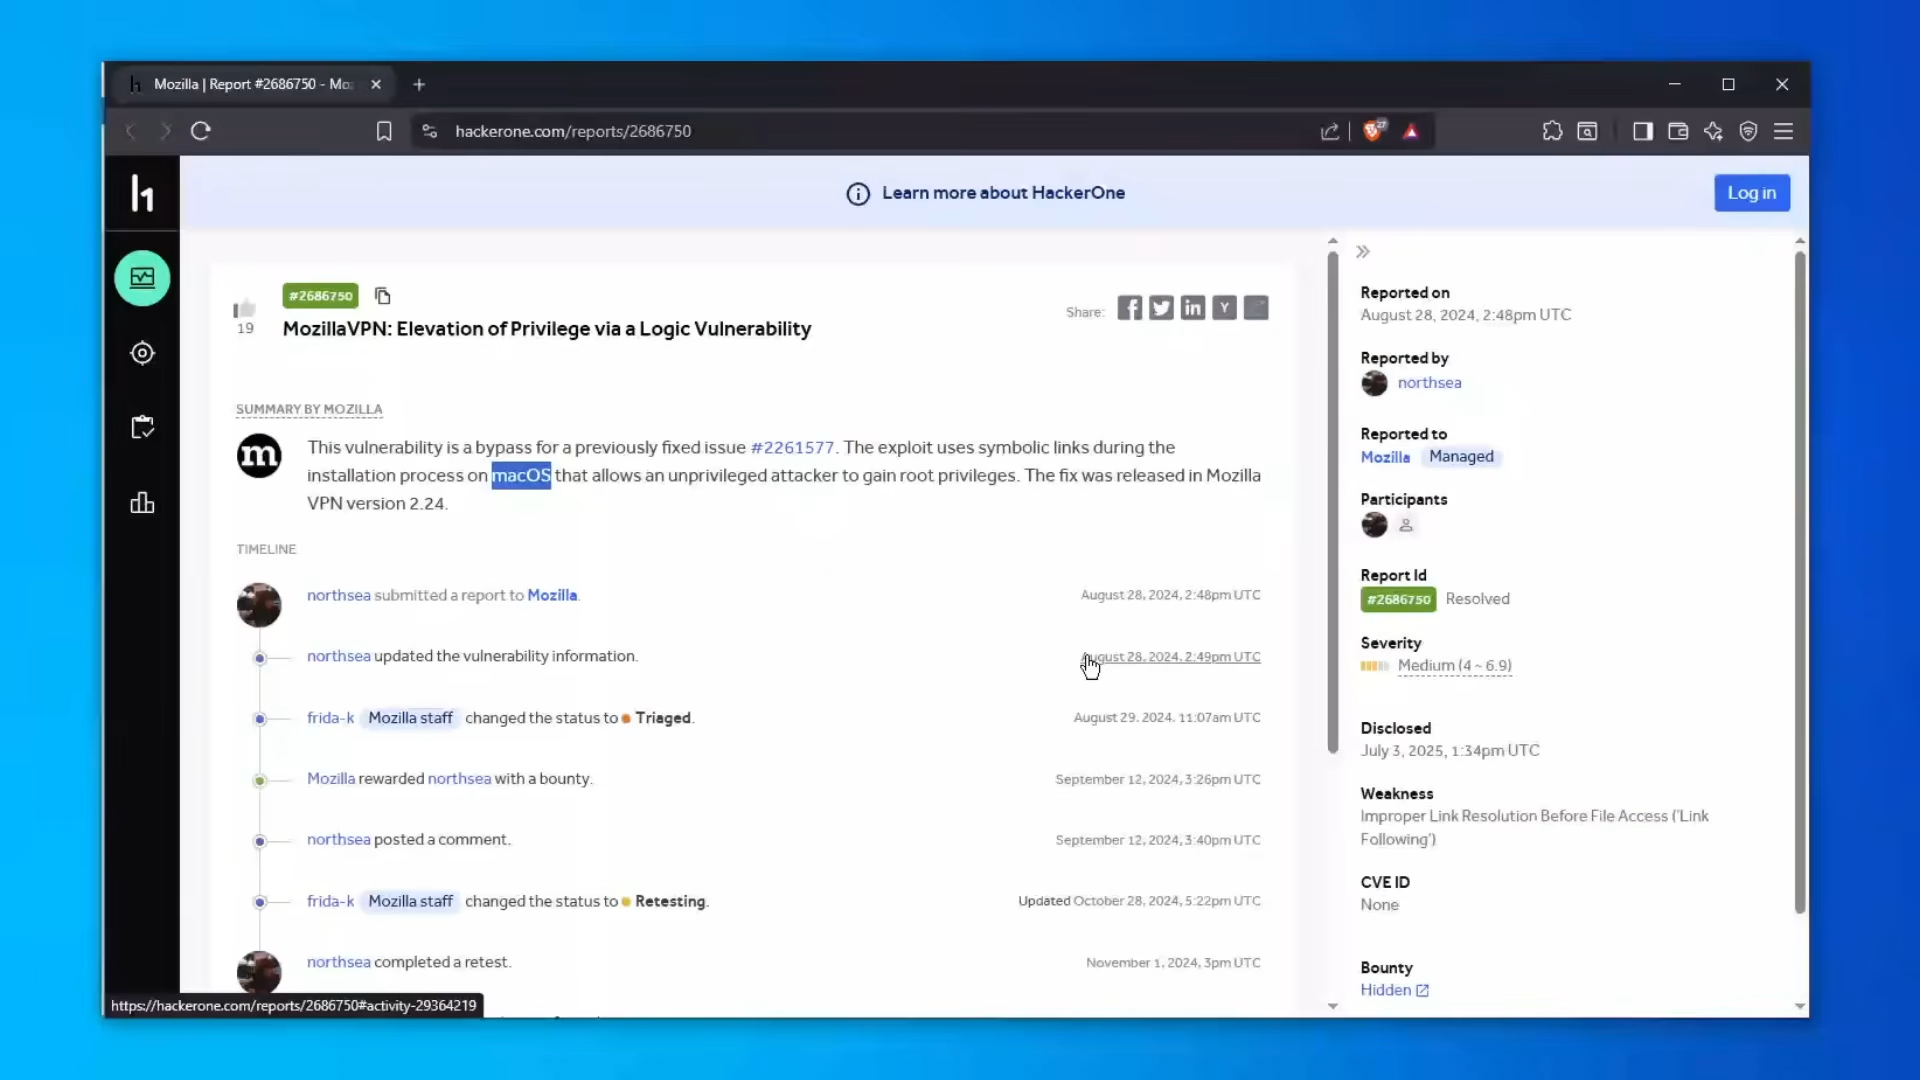 Mozilla | Report #2686750 - Mo
hackerone.com/reports/2686750
27
h1
Learn more about HackerOne
Log in
#2686750
19
MozillaVPN: Elevation of Privilege via a Logic Vulnerability
Share:
SUMMARY BY MOZILLA
m
This vulnerability is a bypass for a previously fixed issue #2261577. The exploit uses symbolic links during the
installation process on macOS that allows an unprivileged attacker to gain root privileges. The fix was released in Mozilla
VPN version 2.24.
TIMELINE
northsea submitted a report to Mozilla. August 28, 2024, 2:48pm UTC
northsea updated the vulnerability information. August 28, 2024, 2:49pm UTC
frida-k Mozilla staff changed the status to Triaged. August 29, 2024, 11:07am UTC
Mozilla rewarded northsea with a bounty. September 12, 2024, 3:26pm UTC
northsea posted a comment. September 12, 2024, 3:40pm UTC
frida-k Mozilla staff changed the status to Retesting. Updated October 28, 2024, 5:22pm UTC
northsea completed a retest. November 1, 2024, 3pm UTC
https://hackerone.com/reports/2686750#activity-29364219
Reported on
August 28, 2024, 2:48pm UTC
Reported by
northsea
Reported to
Mozilla Managed
Participants
Report Id
#2686750 Resolved
Severity
Medium (4 ~ 6.9)
Disclosed
July 3, 2025, 1:34pm UTC
Weakness
Improper Link Resolution Before File Access ('Link
Following')
CVE ID
None
Bounty
Hidden